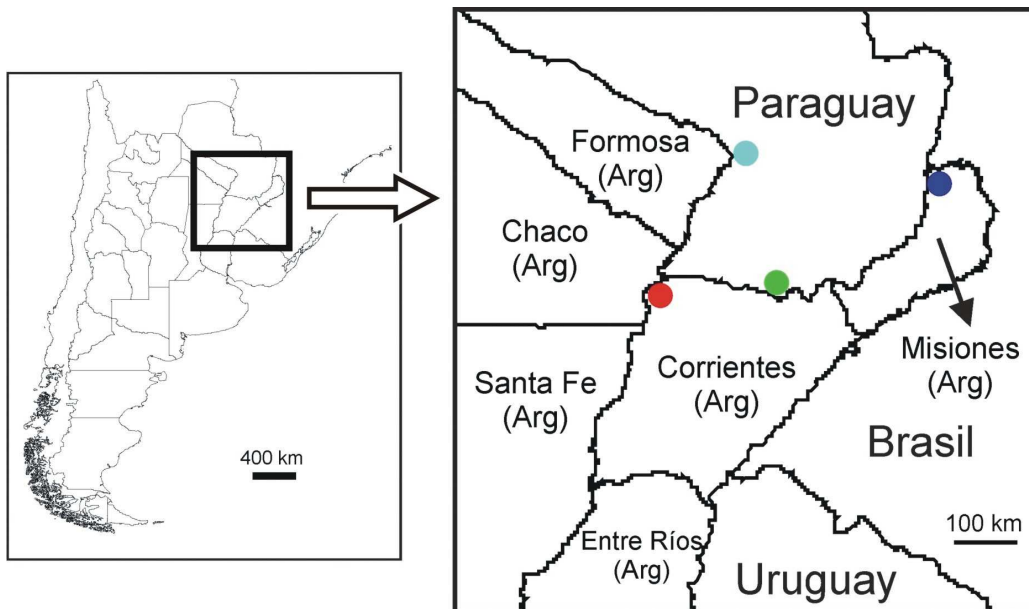 400 km
Paraguay
Formosa
(Arg)
Chaco
(Arg)
Santa Fe
(Arg)
Corrientes
(Arg)
Misiones
(Arg)
Brasil
Entre Ríos
(Arg)
Uruguay
100 km